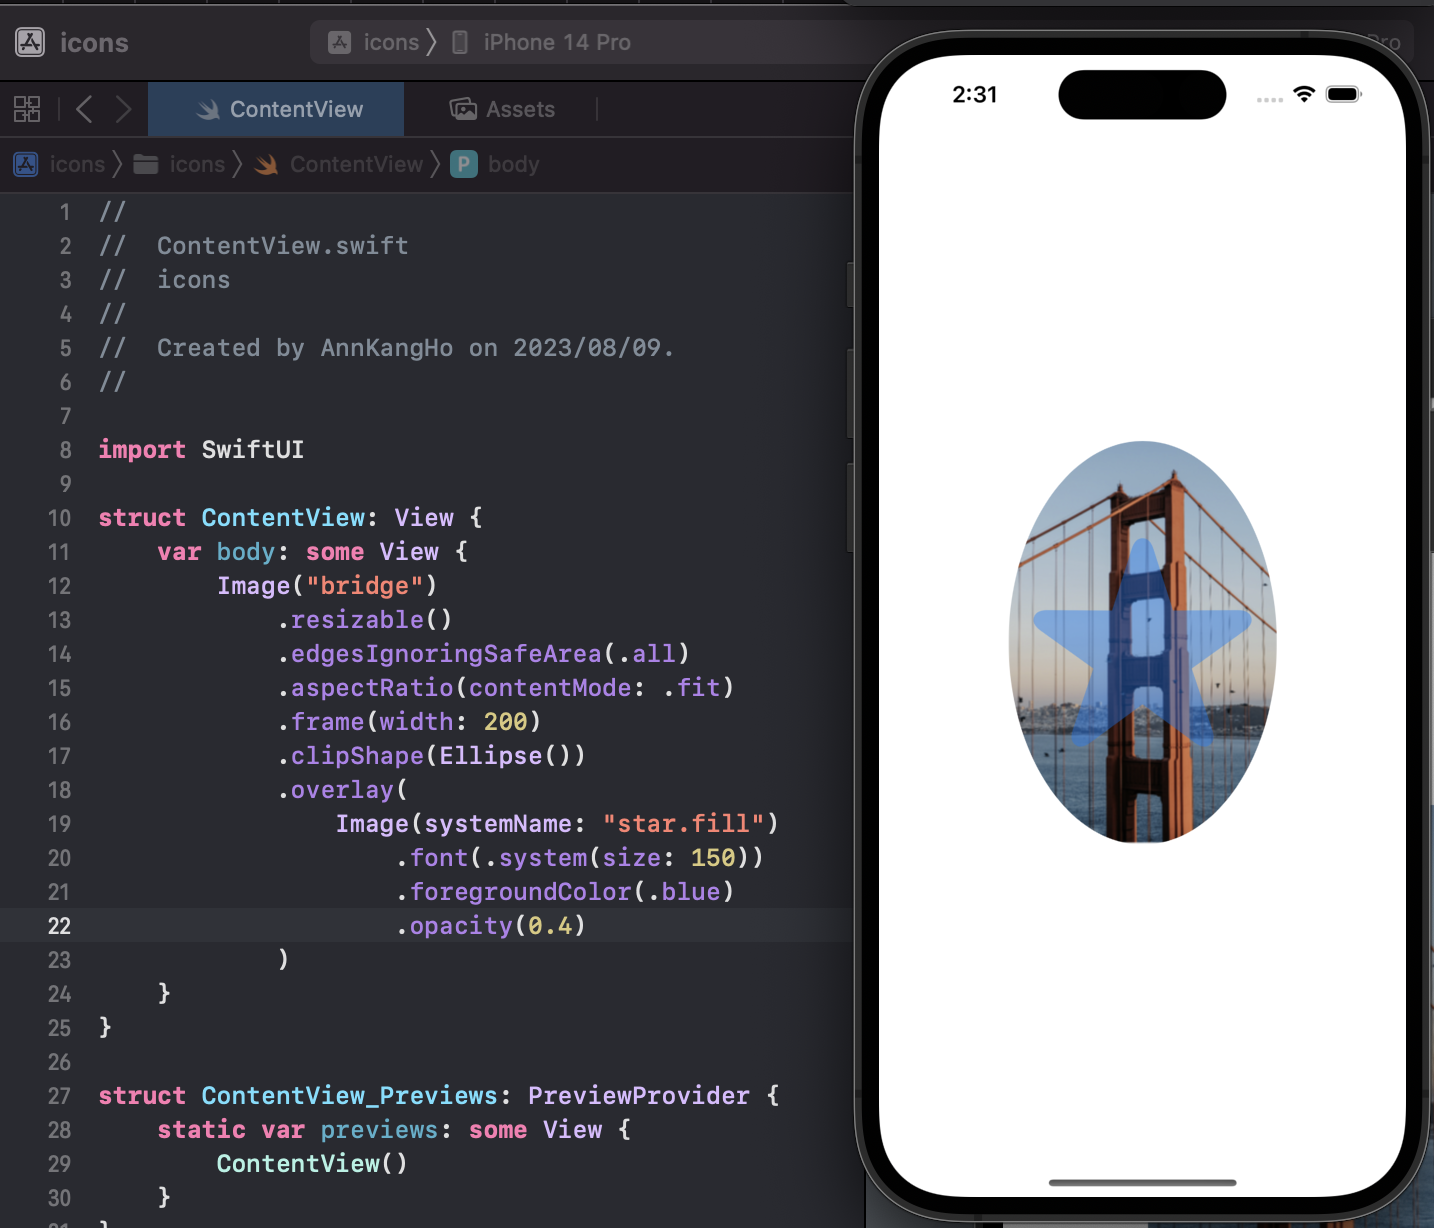 icons
icons
iPhone 14 Pro
Pro
2:31
ContentView
Assets
icons
icons
ContentView
P
body
1 //
2 //  ContentView.swift
3 //  icons
4 //
5 //  Created by AnnKangHo on 2023/08/09.
6 //
7
8 import SwiftUI
9
10 struct ContentView: View {
11     var body: some View {
12         Image("bridge")
13             .resizable()
14             .edgesIgnoringSafeArea(.all)
15             .aspectRatio(contentMode: .fit)
16             .frame(width: 200)
17             .clipShape(Ellipse())
18             .overlay(
19                 Image(systemName: "star.fill")
20                     .font(.system(size: 150))
21                     .foregroundColor(.blue)
22                     .opacity(0.4)
23             )
24     }
25 }
26
27 struct ContentView_Previews: PreviewProvider {
28     static var previews: some View {
29         ContentView()
30     }
31 }